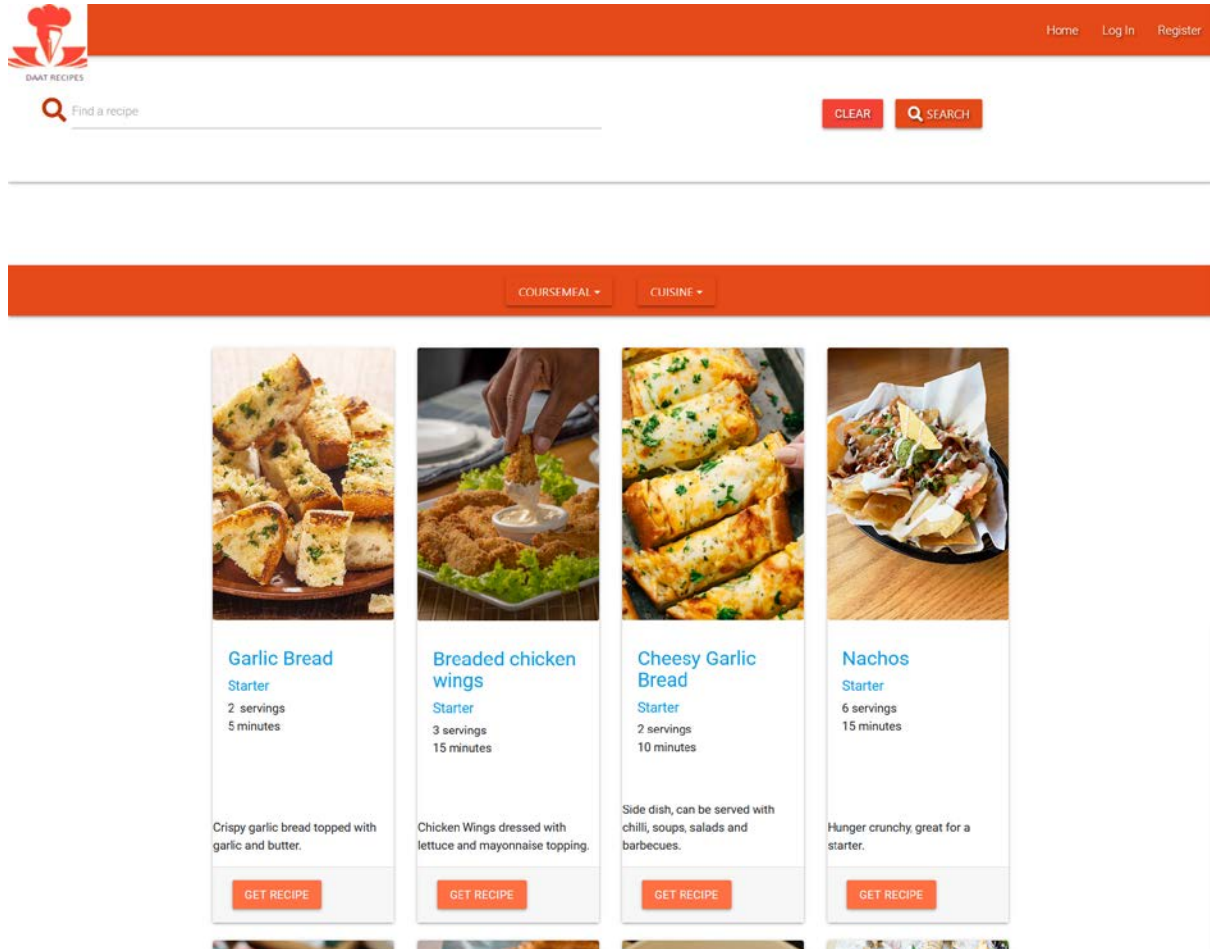 Home Log In Register
DAAT RECIPES
Find a recipe
CLEAR
SEARCH
COURSEMEAL
CUISINE
Garlic Bread
Starter
2 servings
5 minutes
Crispy garlic bread topped with
garlic and butter.
GET RECIPE
Breaded chicken
wings
Starter
3 servings
15 minutes
Chicken Wings dressed with
lettuce and mayonnaise topping.
GET RECIPE
Cheesy Garlic
Bread
Starter
2 servings
10 minutes
Side dish, can be served with
chilli, soups, salads and
barbecues.
GET RECIPE
Nachos
Starter
6 servings
15 minutes
Hunger crunchy, great for a
starter.
GET RECIPE